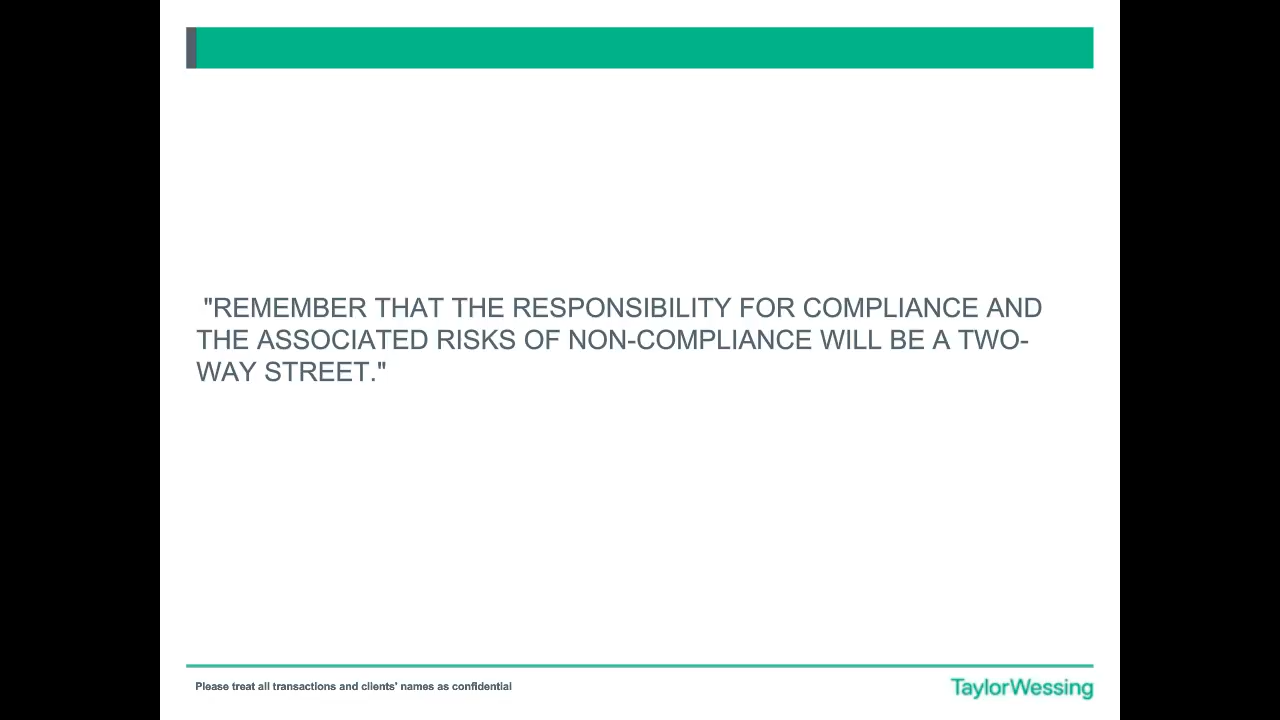 "REMEMBER THAT THE RESPONSIBILITY FOR COMPLIANCE AND
THE ASSOCIATED RISKS OF NON-COMPLIANCE WILL BE A TWO-
WAY STREET."
Please treat all transactions and clients' names as confidential
TaylorWessing